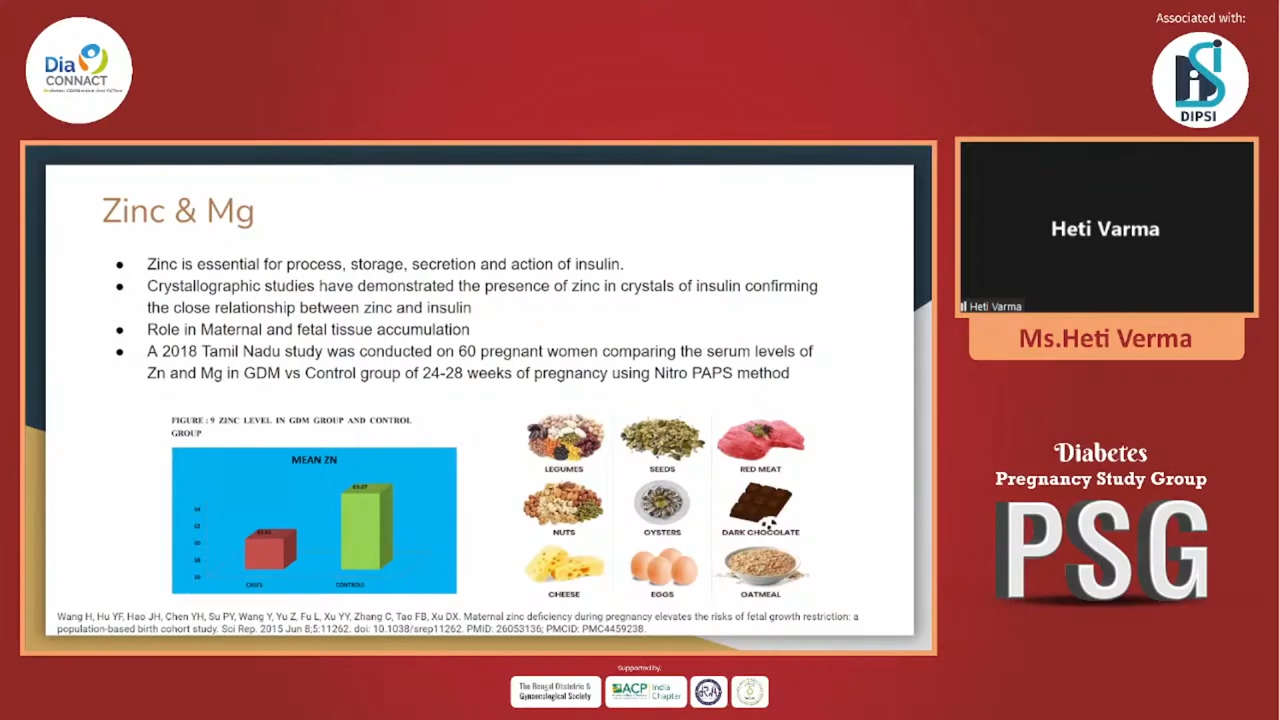 Associated with:
Dia
CONNACT
DIPSI
Zinc & Mg
● Zinc is essential for process, storage, secretion and action of insulin.
● Crystallographic studies have demonstrated the presence of zinc in crystals of insulin confirming
the close relationship between zinc and insulin
● Role in Maternal and fetal tissue accumulation
● A 2018 Tamil Nadu study was conducted on 60 pregnant women comparing the serum levels of
Zn and Mg in GDM vs Control group of 24-28 weeks of pregnancy using Nitro PAPS method
FIGURE : 9 ZINC LEVEL IN GDM GROUP AND CONTROL
GROUP
MEAN ZN
CASES
CONTROLS
LEGUMES
SEEDS
RED MEAT
NUTS
OYSTERS
DARK CHOCOLATE
CHEESE
EGGS
OATMEAL
Wang H, Hu YF, Hao JH, Chen YH, Su PY, Wang Y, Yu Z, Fu L, Xu YY, Zhang C, Tao FB, Xu DX. Maternal zinc deficiency during pregnancy elevates the risks of fetal growth restriction: a
population-based birth cohort study. Sci Rep. 2015 Jun 8;5:11262. doi: 10.1038/srep11262. PMID: 26053136; PMCID: PMC4459238.
Heti Varma
Heti Varma
Ms.Heti Verma
Diabetes
Pregnancy Study Group
PSG
Supported by:
The Bengal Obstetric &
Gynaecological Society
ACP
India
Chapter